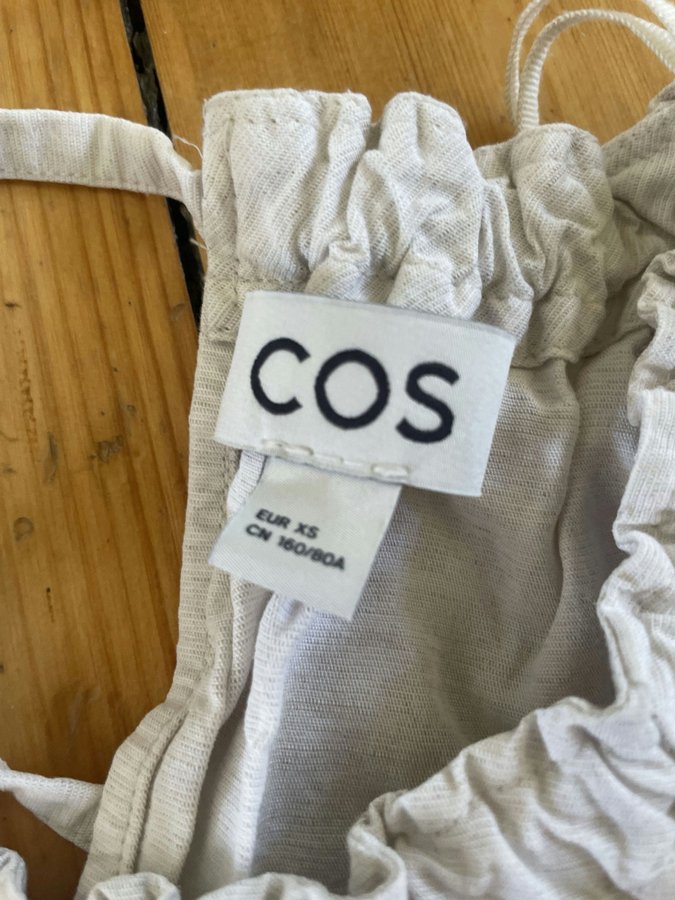 COS
EUR XS
CN 160/80A